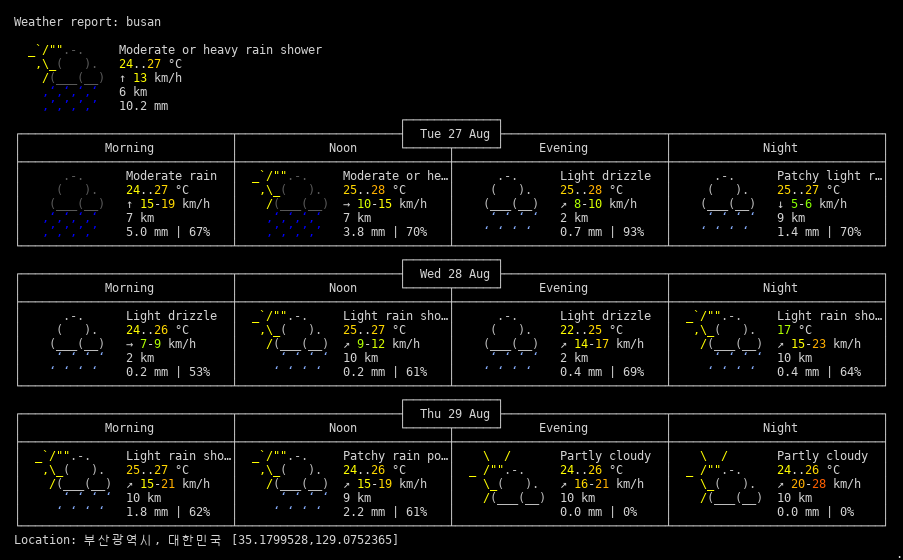 Weather report: busan
Moderate or heavy rain shower
24..27 °C
↑ 13 km/h
6 km
10.2 mm
Tue 27 Aug
Morning Noon Evening Night
Moderate rain Moderate or he… Light drizzle Patchy light r…
24..27 °C 25..28 °C 25..28 °C 25..27 °C
↑ 15-19 km/h → 10-15 km/h ↗ 8-10 km/h ↓ 5-6 km/h
7 km 7 km 2 km 9 km
5.0 mm | 67% 3.8 mm | 70% 0.7 mm | 93% 1.4 mm | 70%
Wed 28 Aug
Morning Noon Evening Night
Light drizzle Light rain sho… Light drizzle Light rain sho…
24..26 °C 25..27 °C 22..25 °C 17 °C
→ 7-9 km/h ↗ 9-12 km/h ↗ 14-17 km/h ↗ 15-23 km/h
2 km 10 km 2 km 10 km
0.2 mm | 53% 0.2 mm | 61% 0.4 mm | 69% 0.4 mm | 64%
Thu 29 Aug
Morning Noon Evening Night
Light rain sho… Patchy rain po… Partly cloudy Partly cloudy
25..27 °C 24..26 °C 24..26 °C 24..26 °C
↗ 15-21 km/h ↗ 15-19 km/h ↗ 16-21 km/h ↗ 20-28 km/h
10 km 9 km 10 km 10 km
1.8 mm | 62% 2.2 mm | 61% 0.0 mm | 0% 0.0 mm | 0%
Location: 부산광역시, 대한민국 [35.1799528,129.0752365]